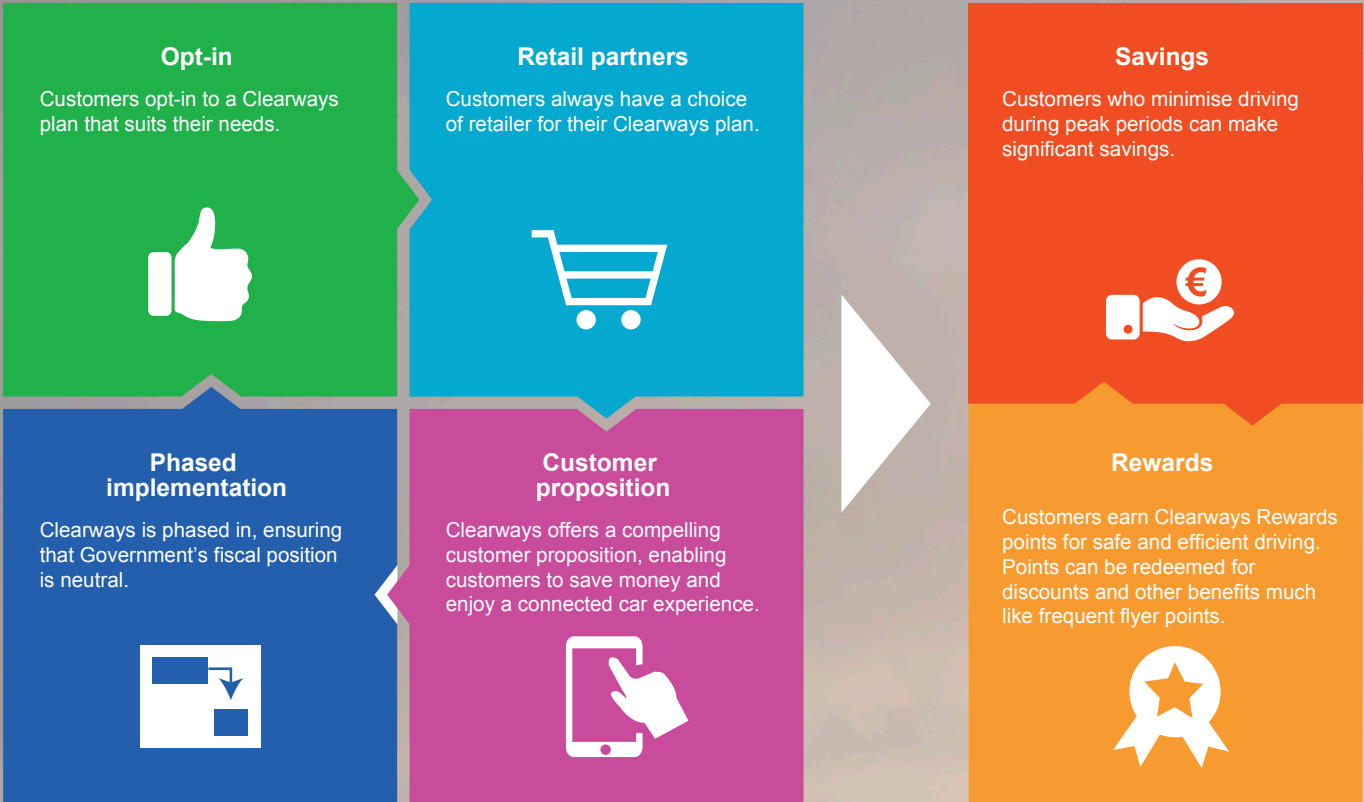 Opt-in
Customers opt-in to a Clearways
plan that suits their needs.
Retail partners
Customers always have a choice
of retailer for their Clearways plan.
Savings
Customers who minimise driving
during peak periods can make
significant savings.
€
Phased
implementation
Clearways is phased in, ensuring
that Government’s fiscal position
is neutral.
Customer
proposition
Clearways offers a compelling
customer proposition, enabling
customers to save money and
enjoy a connected car experience.
Rewards
Customers earn Clearways Rewards
points for safe and efficient driving.
Points can be redeemed for
discounts and other benefits much
like frequent flyer points.